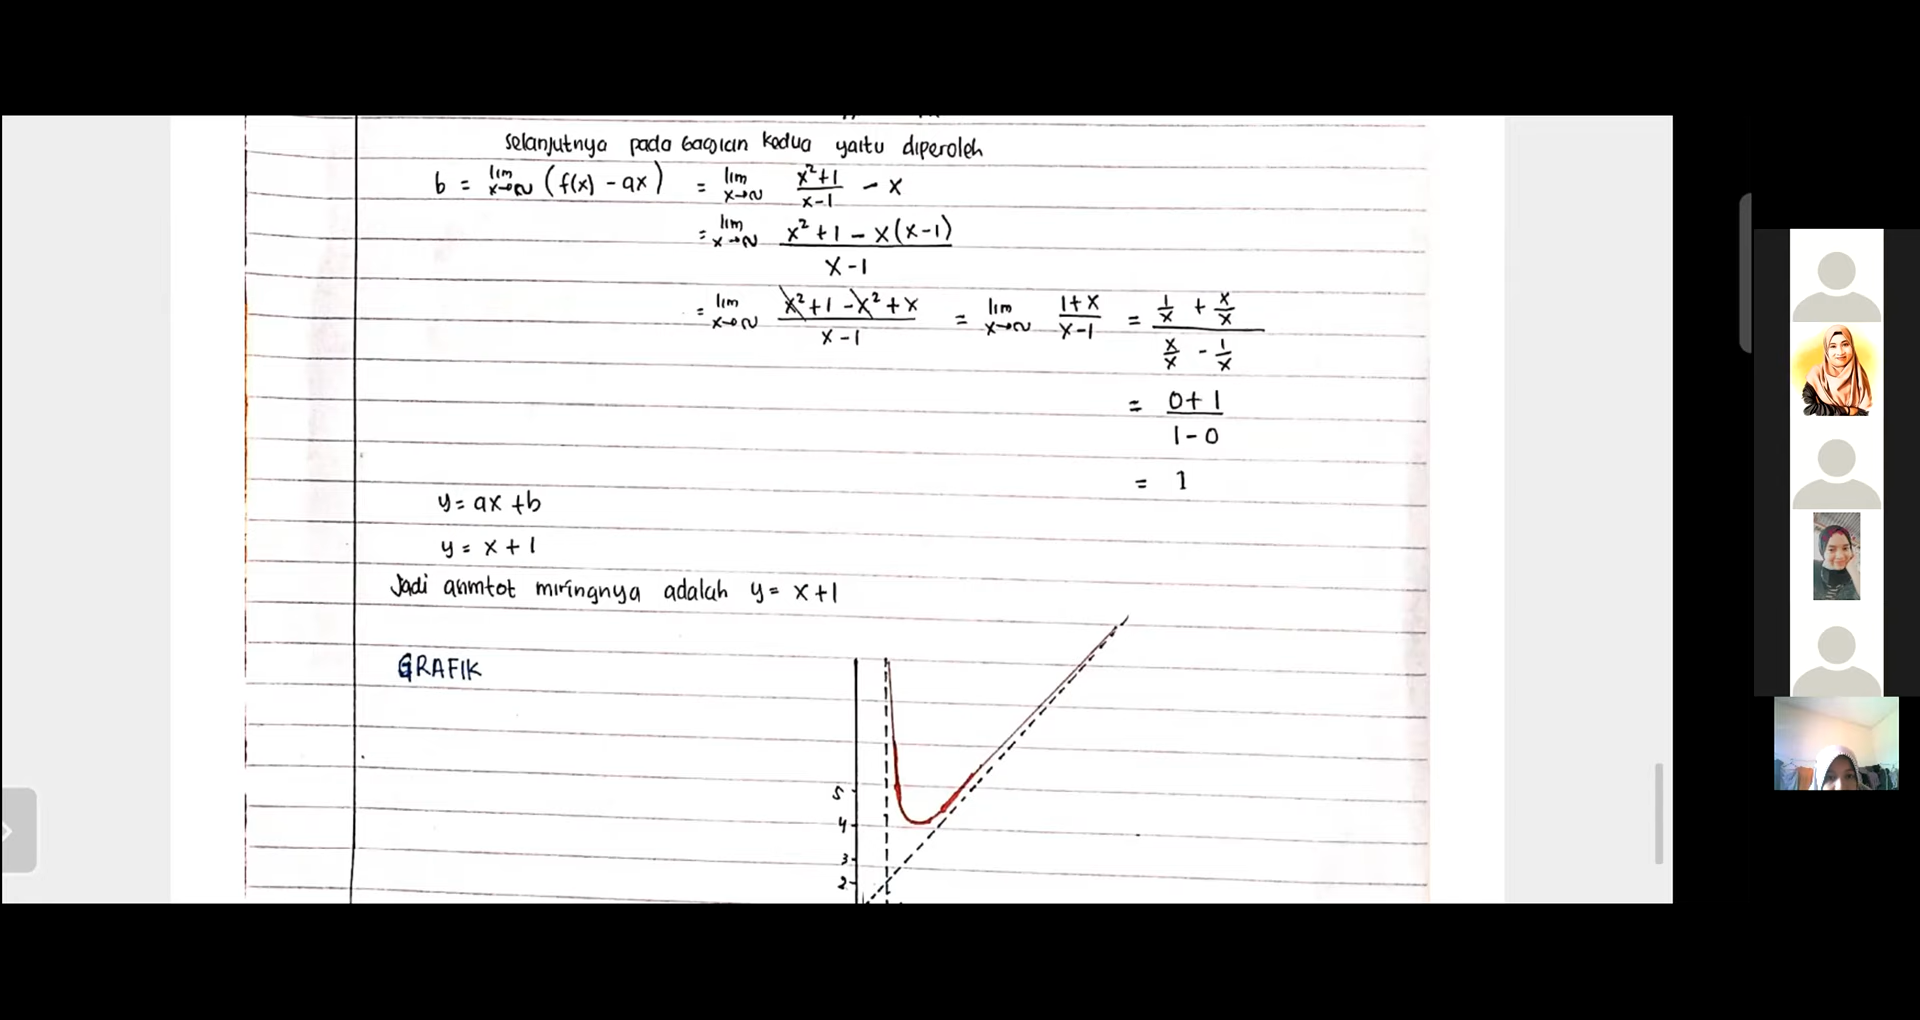 Selanjutnya pada bagian kedua yaitu diperoleh
b = lim x→∞ (f(x) - ax) = lim x→∞ x²+1 / x-1 - x
= lim x→∞ x²+1 - x(x-1) / x-1
= lim x→∞ x²+1 -x²+x / x-1 = lim x→∞ 1+x / x-1 = 1/x + x/x / x/x - 1/x
= 0+1 / 1-0
= 1
y = ax + b
y = x + 1
Jadi asimtot miringnya adalah y = x+1
GRAFIK
5
4
3
2